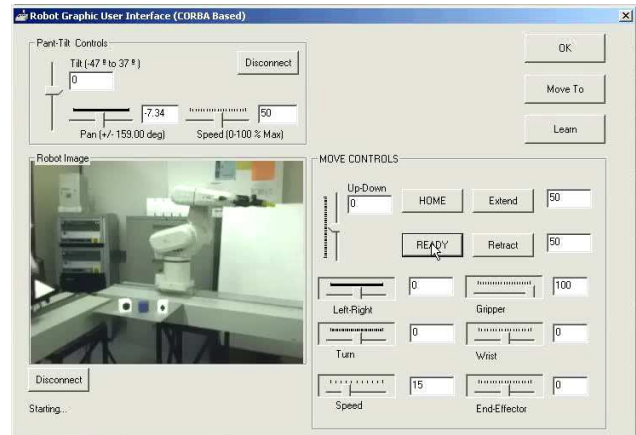 Robot Graphic User Interface (CORBA Based)
Pant-Tilt Controls
Tilt (-47 º to 37 º )
0
Disconnect
-7.34
50
Pan (+/- 159.00 deg)
Speed (0-100 % Max)
OK
Move To
Learn
Robot Image
MOVE CONTROLS
Up-Down
0
HOME
Extend
50
READY
Retract
50
0
100
Left-Right
Gripper
0
0
Turn
Wrist
15
0
Speed
End-Effector
Disconnect
Starting...